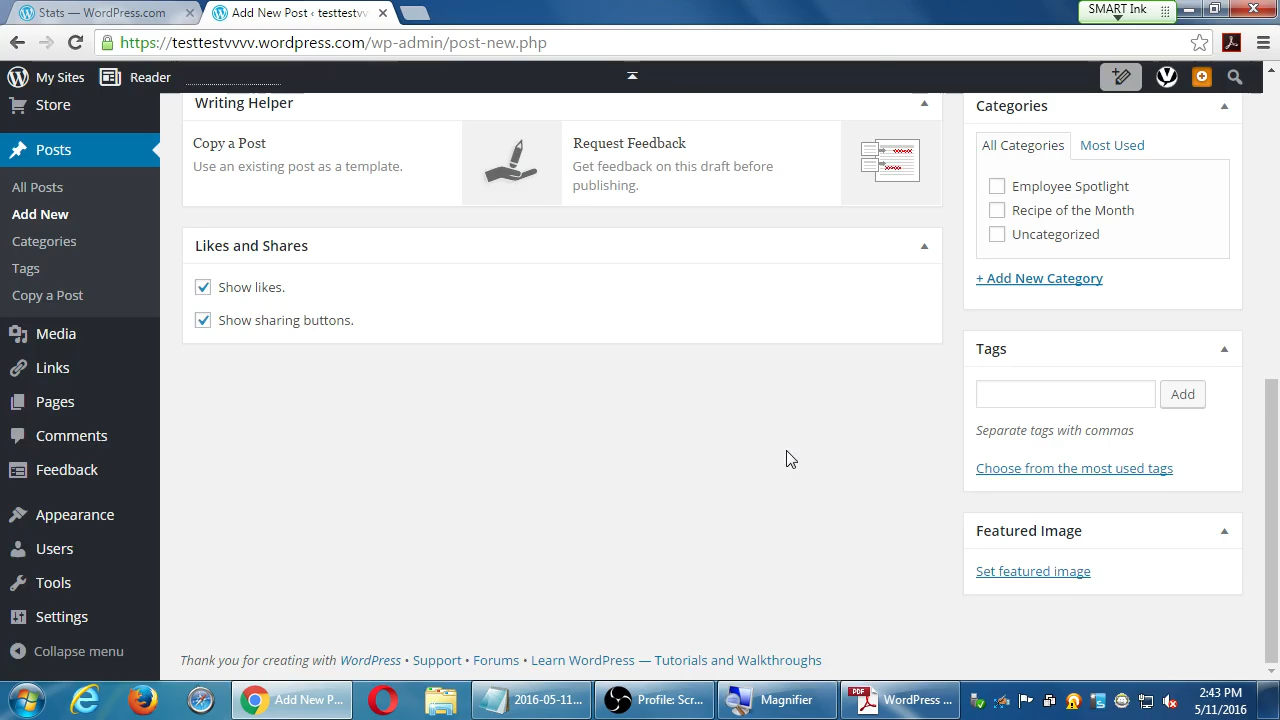 Stats — WordPress.com
Add New Post ‹ testtestvv
SMART Ink
https://testtestvvvv.wordpress.com/wp-admin/post-new.php
My Sites
Reader
Store
Posts
All Posts
Add New
Categories
Tags
Copy a Post
Media
Links
Pages
Comments
Feedback
Appearance
Users
Tools
Settings
Collapse menu
Writing Helper
Copy a Post
Use an existing post as a template.
Request Feedback
Get feedback on this draft before
publishing.
Likes and Shares
Show likes.
Show sharing buttons.
Categories
All Categories
Most Used
Employee Spotlight
Recipe of the Month
Uncategorized
+ Add New Category
Tags
Add
Separate tags with commas
Choose from the most used tags
Featured Image
Set featured image
Thank you for creating with WordPress • Support • Forums • Learn WordPress — Tutorials and Walkthroughs
Add New P...
2016-05-11...
Profile: Scr...
Magnifier
PDF
WordPress ...
2:43 PM
5/11/2016